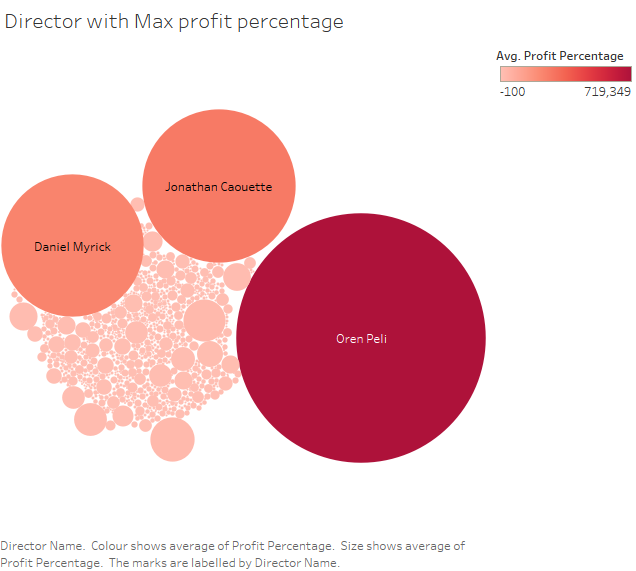 Director with Max profit percentage
Avg. Profit Percentage
-100 719,349
Jonathan Caouette
Daniel Myrick
Oren Peli
Director Name.  Colour shows average of Profit Percentage.  Size shows average of
Profit Percentage.  The marks are labelled by Director Name.